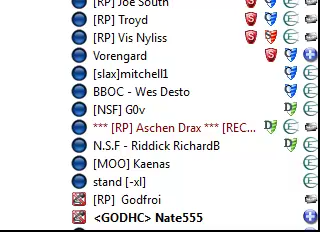 [RP] Joe South
[RP] Troyd
[RP] Vis Nyliss
Vorengard
[slax]mitchell1
BBOC - Wes Desto
[NSF] G0v
*** [RP] Aschen Drax *** [REC...
N.S.F - Riddick RichardB
[MOO] Kaenas
stand [-xl]
[RP] Godfroi
<GODHC> Nate555